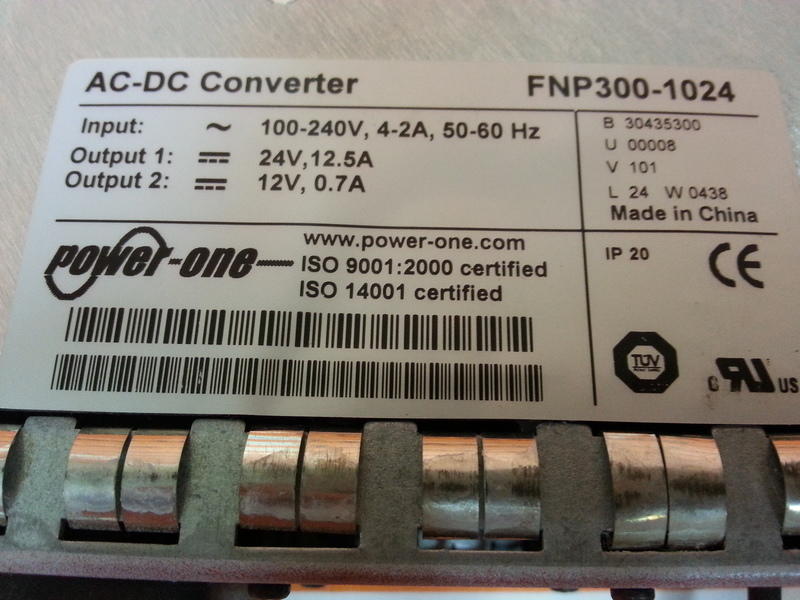 AC-DC Converter FNP300-1024
Input: ~ 100-240V, 4-2A, 50-60 Hz
Output 1: 24V,12.5A
Output 2: 12V, 0.7A
B 30435300
U 00008
V 101
L 24 W 0438
Made in China
power-one
www.power-one.com
ISO 9001:2000 certified
ISO 14001 certified
IP 20
CE
TÜV
c RU US